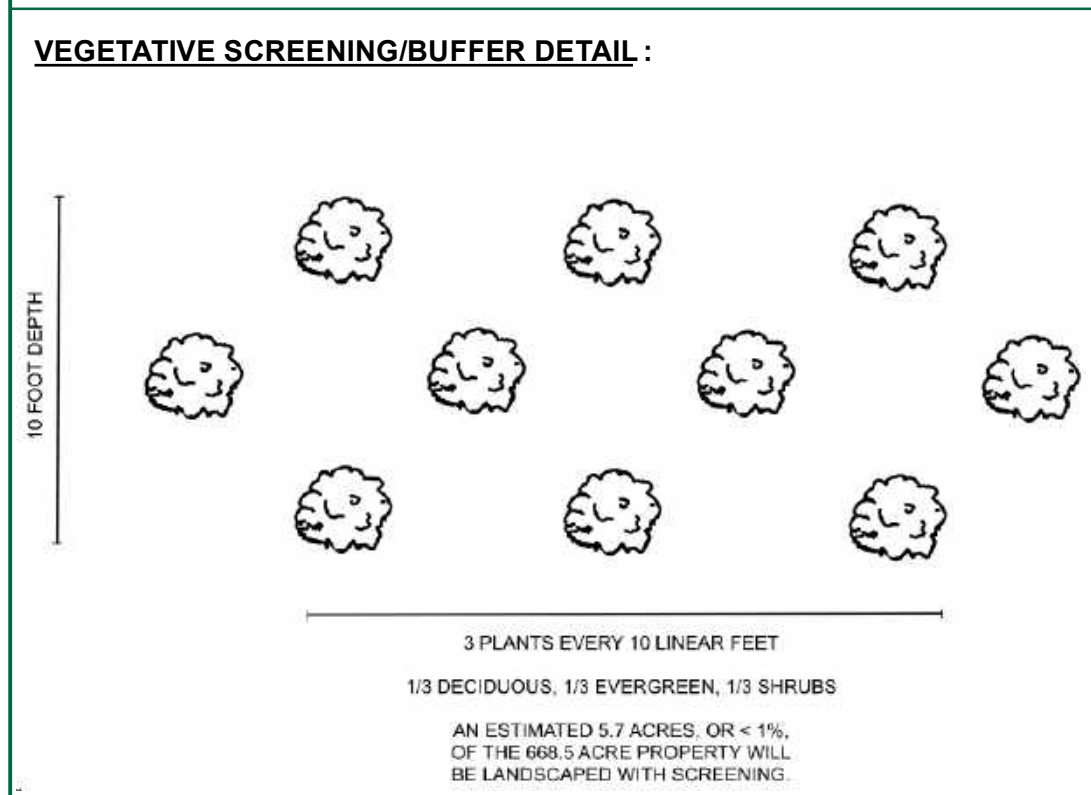 VEGETATIVE SCREENING/BUFFER DETAIL :
10 FOOT DEPTH
3 PLANTS EVERY 10 LINEAR FEET
1/3 DECIDUOUS, 1/3 EVERGREEN, 1/3 SHRUBS
AN ESTIMATED 5.7 ACRES, OR < 1%,
OF THE 668.5 ACRE PROPERTY WILL
BE LANDSCAPED WITH SCREENING.